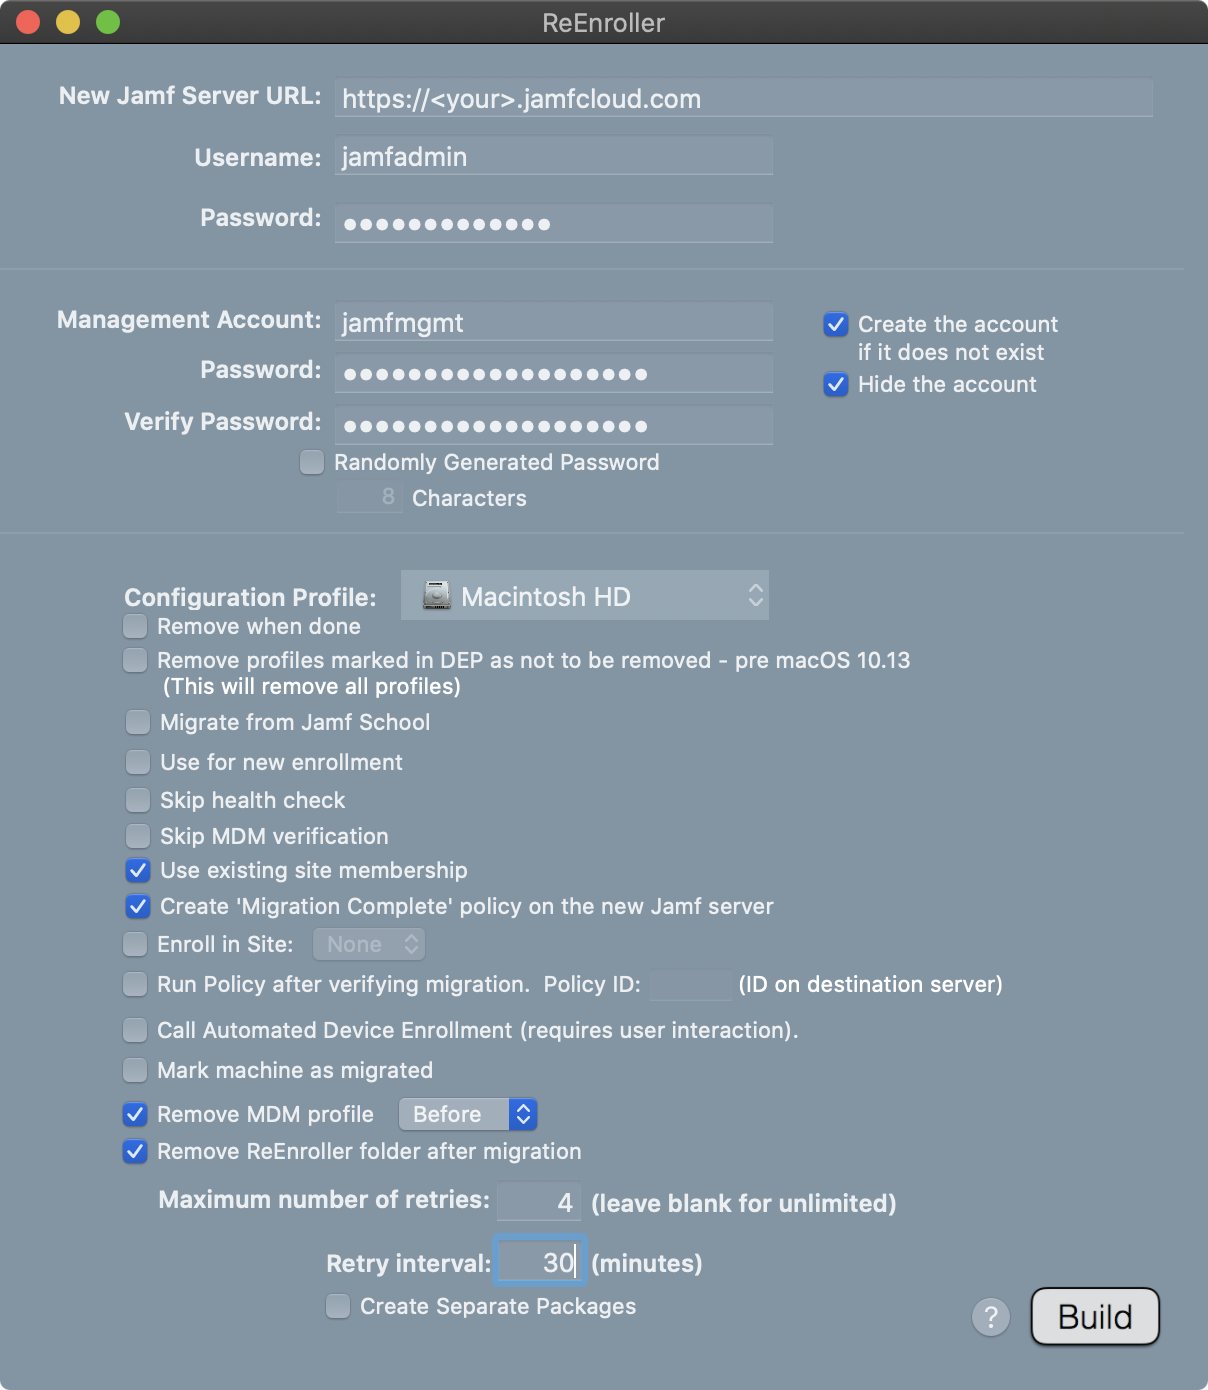 ReEnroller
New Jamf Server URL: https://<your>.jamfcloud.com
Username: jamfadmin
Password: ●●●●●●●●●●●●●
Management Account: jamfmgmt
Create the account
if it does not exist
Password: ●●●●●●●●●●●●●●●●●●●
Hide the account
Verify Password: ●●●●●●●●●●●●●●●●●●●
Randomly Generated Password
8 Characters
Configuration Profile: Macintosh HD
Remove when done
Remove profiles marked in DEP as not to be removed - pre macOS 10.13
(This will remove all profiles)
Migrate from Jamf School
Use for new enrollment
Skip health check
Skip MDM verification
Use existing site membership
Create 'Migration Complete' policy on the new Jamf server
Enroll in Site: None
Run Policy after verifying migration. Policy ID: (ID on destination server)
Call Automated Device Enrollment (requires user interaction).
Mark machine as migrated
Remove MDM profile Before
Remove ReEnroller folder after migration
Maximum number of retries: 4 (leave blank for unlimited)
Retry interval: 30 (minutes)
Create Separate Packages
? Build